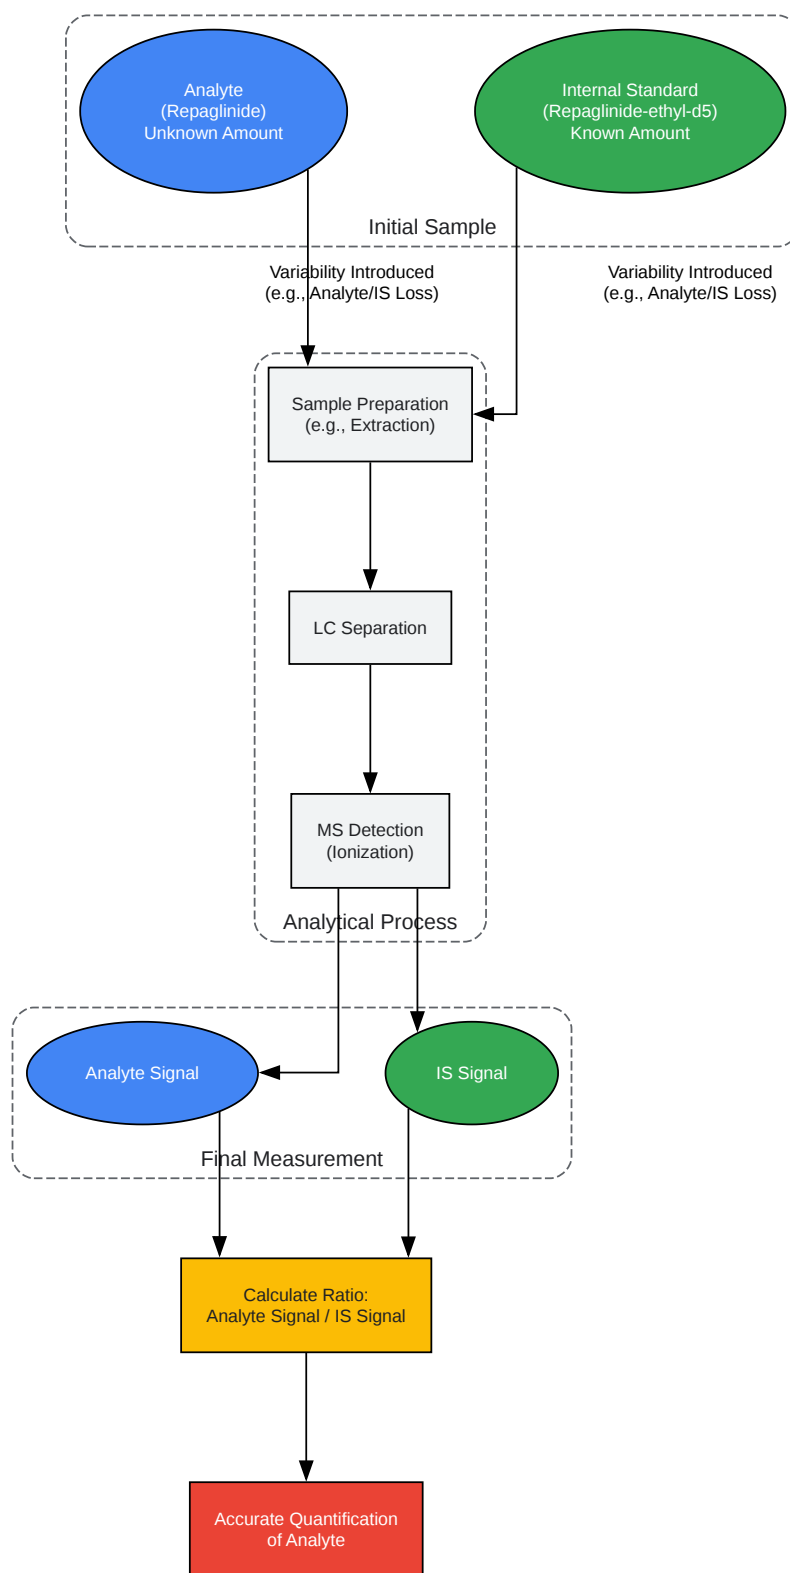 Analyte
(Repaglinide)
Unknown Amount
Internal Standard
(Repaglinide-ethyl-d5)
Known Amount
Initial Sample
Variability Introduced
(e.g., Analyte/IS Loss)
Variability Introduced
(e.g., Analyte/IS Loss)
Sample Preparation
(e.g., Extraction)
LC Separation
MS Detection
(Ionization)
Analytical Process
Analyte Signal
IS Signal
Final Measurement
Calculate Ratio:
Analyte Signal / IS Signal
Accurate Quantification
of Analyte